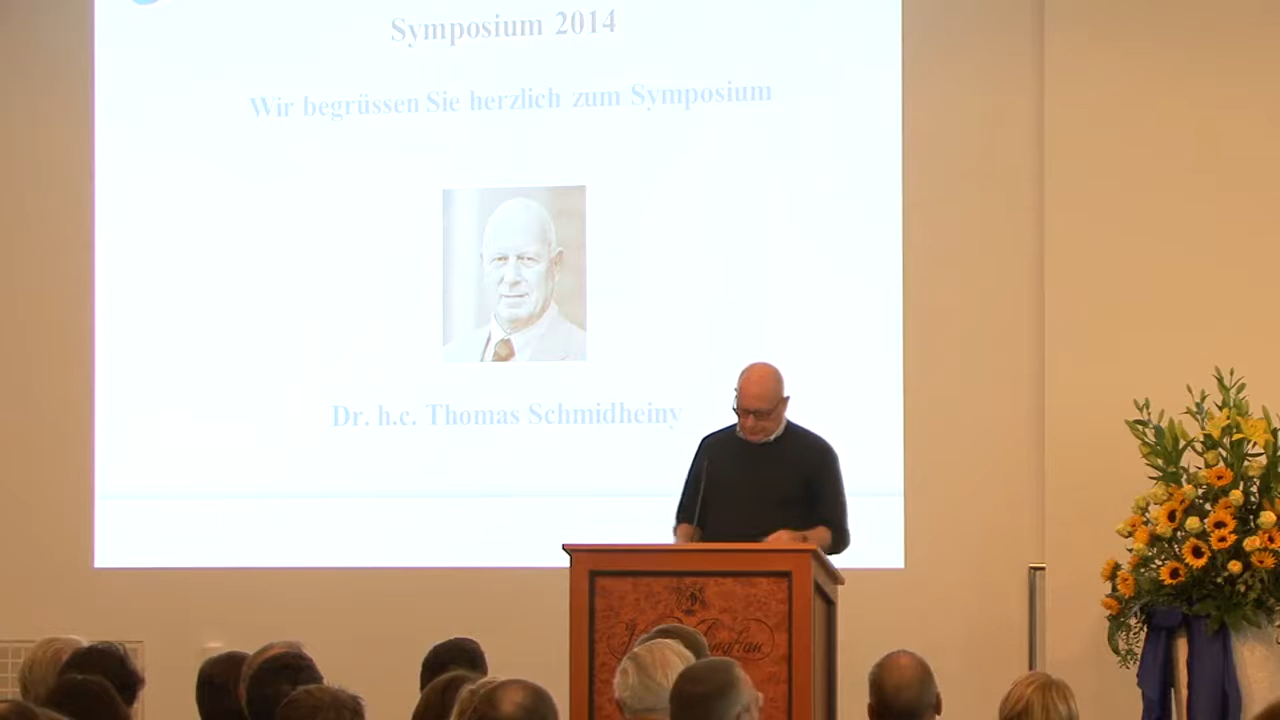 Symposium 2014
Wir begrüssen Sie herzlich zum Symposium
Dr. h.c. Thomas Schmidheiny